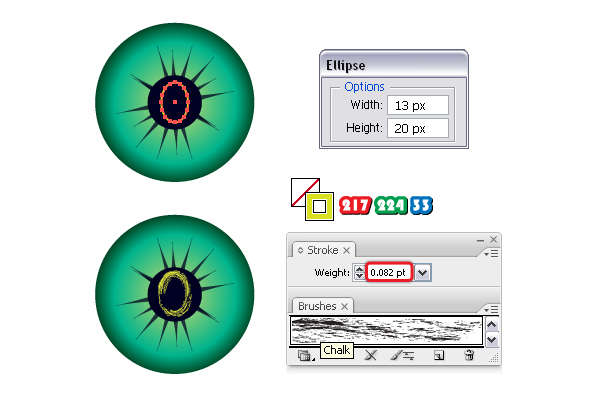 Ellipse
Options
Width: 13 px
Height: 20 px
217 224 33
Stroke
Weight: 0.082 pt
Brushes
Chalk